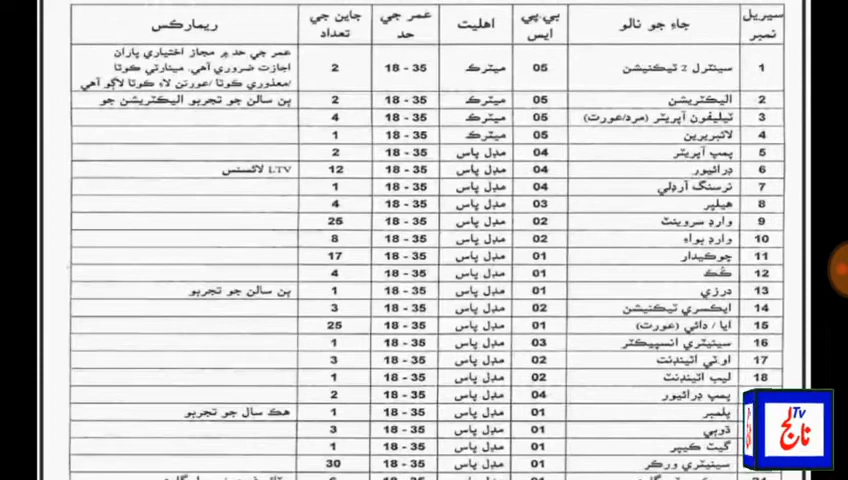 سيريل نمبر	جاءِ جو نالو	بي.پي ايس	اهليت	عمر جي حد	جاين جي تعداد	ريمارڪس
1	سينٽرل 2 ٽيڪنيشن	05	ميٽرڪ	18 - 35	2	عمر جي حد ۾ مجاز اختياري پاران اجازت ضروري آهي. مينارٽي ڪوٽا /معذوري ڪوٽا /عورتن لاءِ ڪوٽا لاڳو آهي
2	اليڪٽريشن	05	ميٽرڪ	18 - 35	2	ٻن سالن جو تجربو اليڪٽريشن جو
3	ٽيليفون آپريٽر (مرد/عورت)	05	ميٽرڪ	18 - 35	4
4	لائبريرين	05	ميٽرڪ	18 - 35	1
5	پمپ آپريٽر	04	مڊل پاس	18 - 35	2
6	ڊرائيور	04	مڊل پاس	18 - 35	12	LTV لائسنس
7	نرسنگ آرڊلي	04	مڊل پاس	18 - 35	1
8	هيلپر	03	مڊل پاس	18 - 35	4
9	وارڊ سروينٽ	02	مڊل پاس	18 - 35	25
10	وارڊ بواءِ	02	مڊل پاس	18 - 35	8
11	چوڪيدار	01	مڊل پاس	18 - 35	17
12	ڪُڪ	01	مڊل پاس	18 - 35	4
13	درزي	01	مڊل پاس	18 - 35	1	ٻن سالن جو تجربو
14	ايڪسري ٽيڪنيشن	02	مڊل پاس	18 - 35	3
15	آيا / دائي (عورت)	01	مڊل پاس	18 - 35	25
16	سينيٽري انسپيڪٽر	03	مڊل پاس	18 - 35	1
17	او ٽي اٽينڊنٽ	02	مڊل پاس	18 - 35	3
18	ليب اٽينڊنٽ	02	مڊل پاس	18 - 35	1
پمپ ڊرائيور	04	مڊل پاس	18 - 35	2
پلمبر	01	مڊل پاس	18 - 35	1	هڪ سال جو تجربو
ڌوٻي	01	مڊل پاس	18 - 35	3
گيٽ ڪيپر	01	مڊل پاس	18 - 35	1
سينيٽري ورڪر	01	مڊل پاس	18 - 35	30
Tv